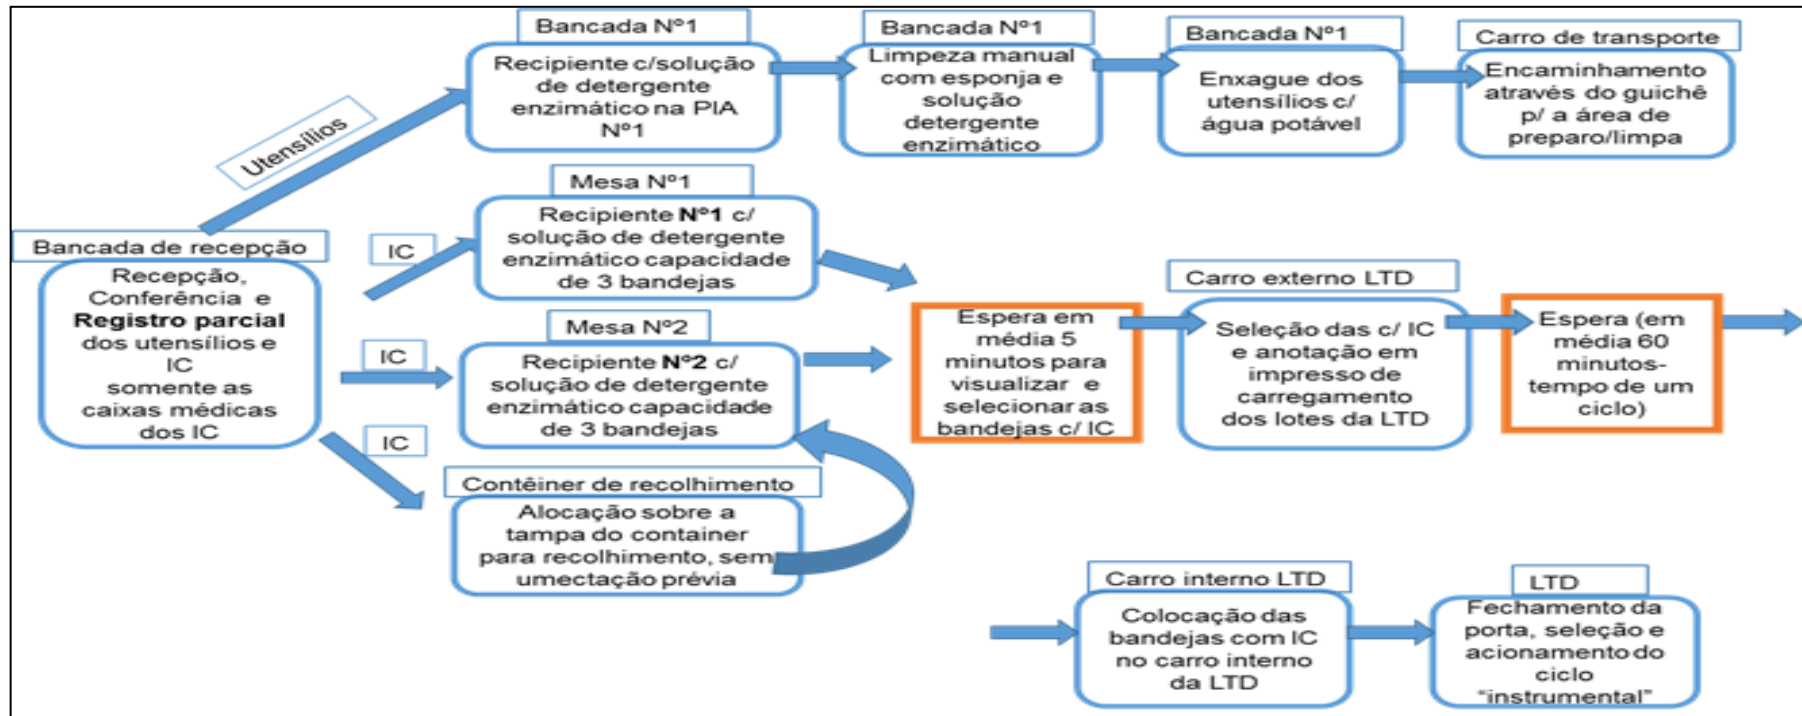 Bancada Nº1
Recipiente c/solução
de detergente
enzimático na PIA
Nº1
Bancada Nº1
Limpeza manual
com esponja e
solução
detergente
enzimático
Bancada Nº1
Enxague dos
utensílios c/
água potável
Carro de transporte
Encaminhamento
através do guichê
p/ a área de
preparo/limpa
Utensílios
Bancada de recepção
Recepção,
Conferência e
Registro parcial
dos utensílios e
IC
somente as
caixas médicas
dos IC
IC
Mesa Nº1
Recipiente Nº1 c/
solução de detergente
enzimático capacidade
de 3 bandejas
IC
Mesa Nº2
Recipiente Nº2 c/
solução de detergente
enzimático capacidade
de 3 bandejas
IC
Contêiner de recolhimento
Alocação sobre a
tampa do container
para recolhimento, sem
umectação prévia
Espera em
média 5
minutos para
visualizar e
selecionar as
bandejas c/ IC
Carro externo LTD
Seleção das c/ IC
e anotação em
impresso de
carregamento
dos lotes da LTD
Espera (em
média 60
minutos-
tempo de um
ciclo)
Carro interno LTD
Colocação das
bandejas com IC
no carro interno
da LTD
LTD
Fechamento da
porta, seleção e
acionamento do
ciclo
“instrumental”